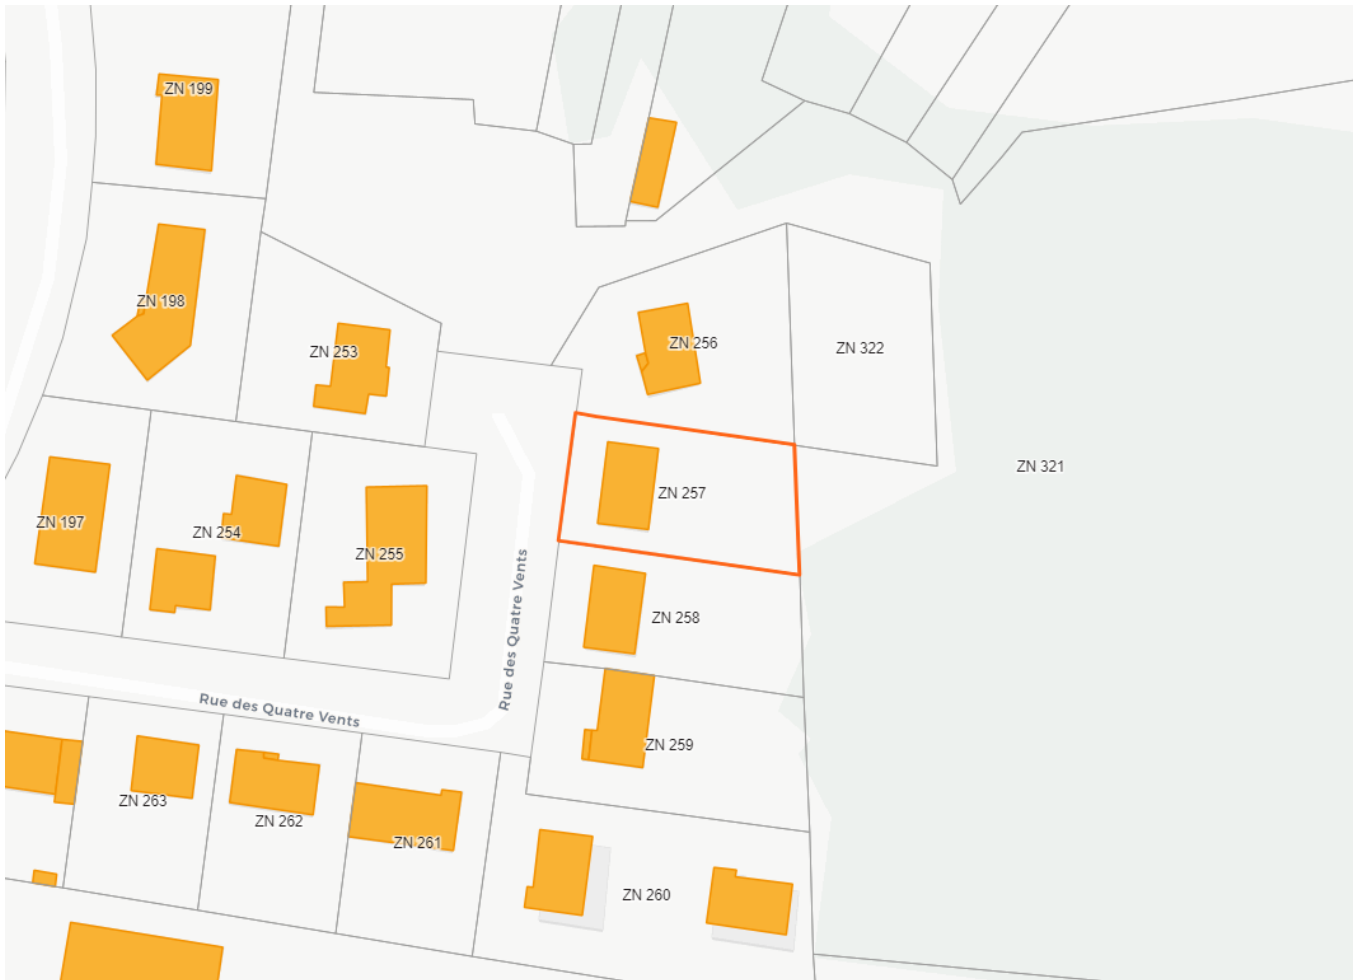 ZN 199
ZN 198
ZN 253
ZN 256
ZN 322
ZN 321
ZN 257
ZN 197
ZN 254
ZN 255
Rue des Quatre Vents
ZN 258
Rue des Quatre Vents
ZN 259
ZN 263
ZN 262
ZN 261
ZN 260